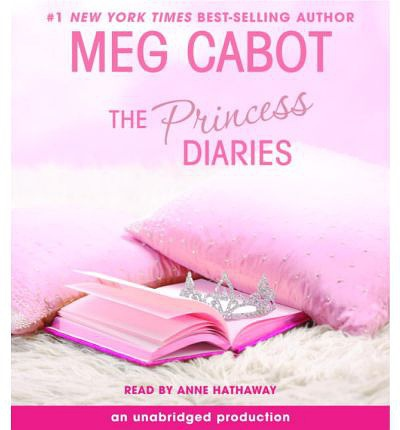 #1 NEW YORK TIMES BEST-SELLING AUTHOR
MEG CABOT
THE Princess
DIARIES
READ BY ANNE HATHAWAY
an unabridged production